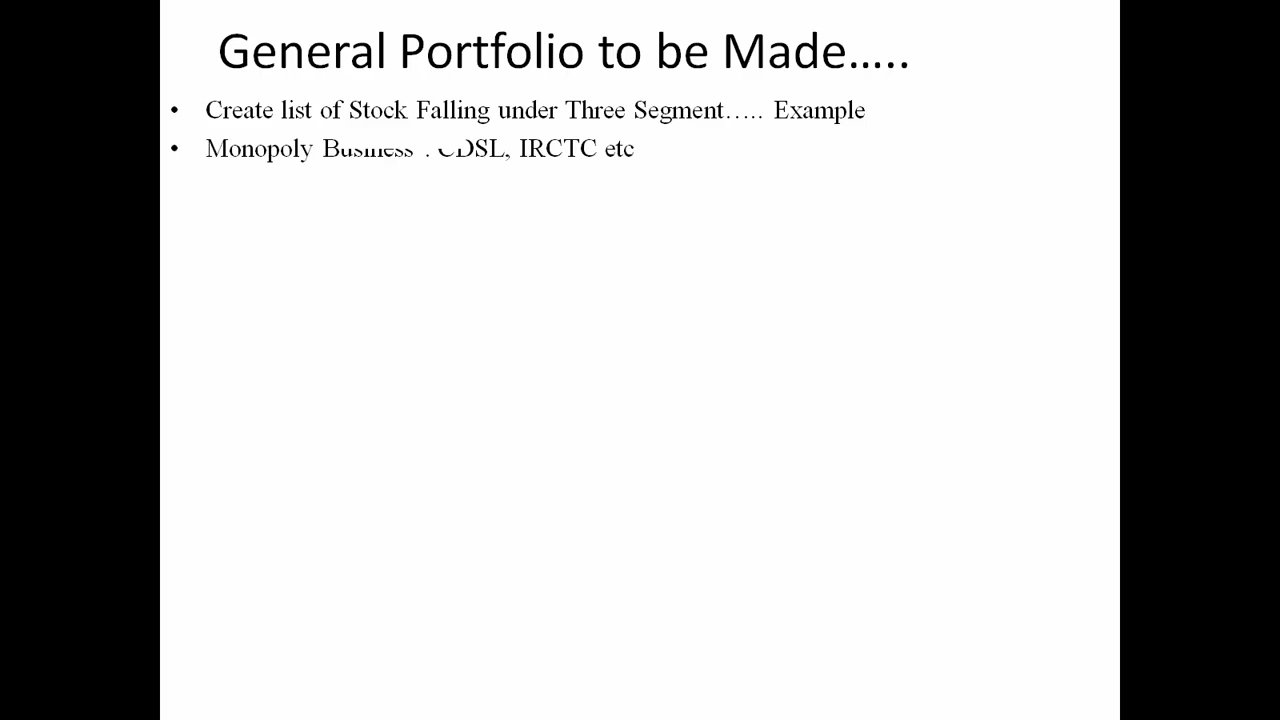 General Portfolio to be Made.....
• Create list of Stock Falling under Three Segment….. Example
• Monopoly Business : CDSL, IRCTC etc